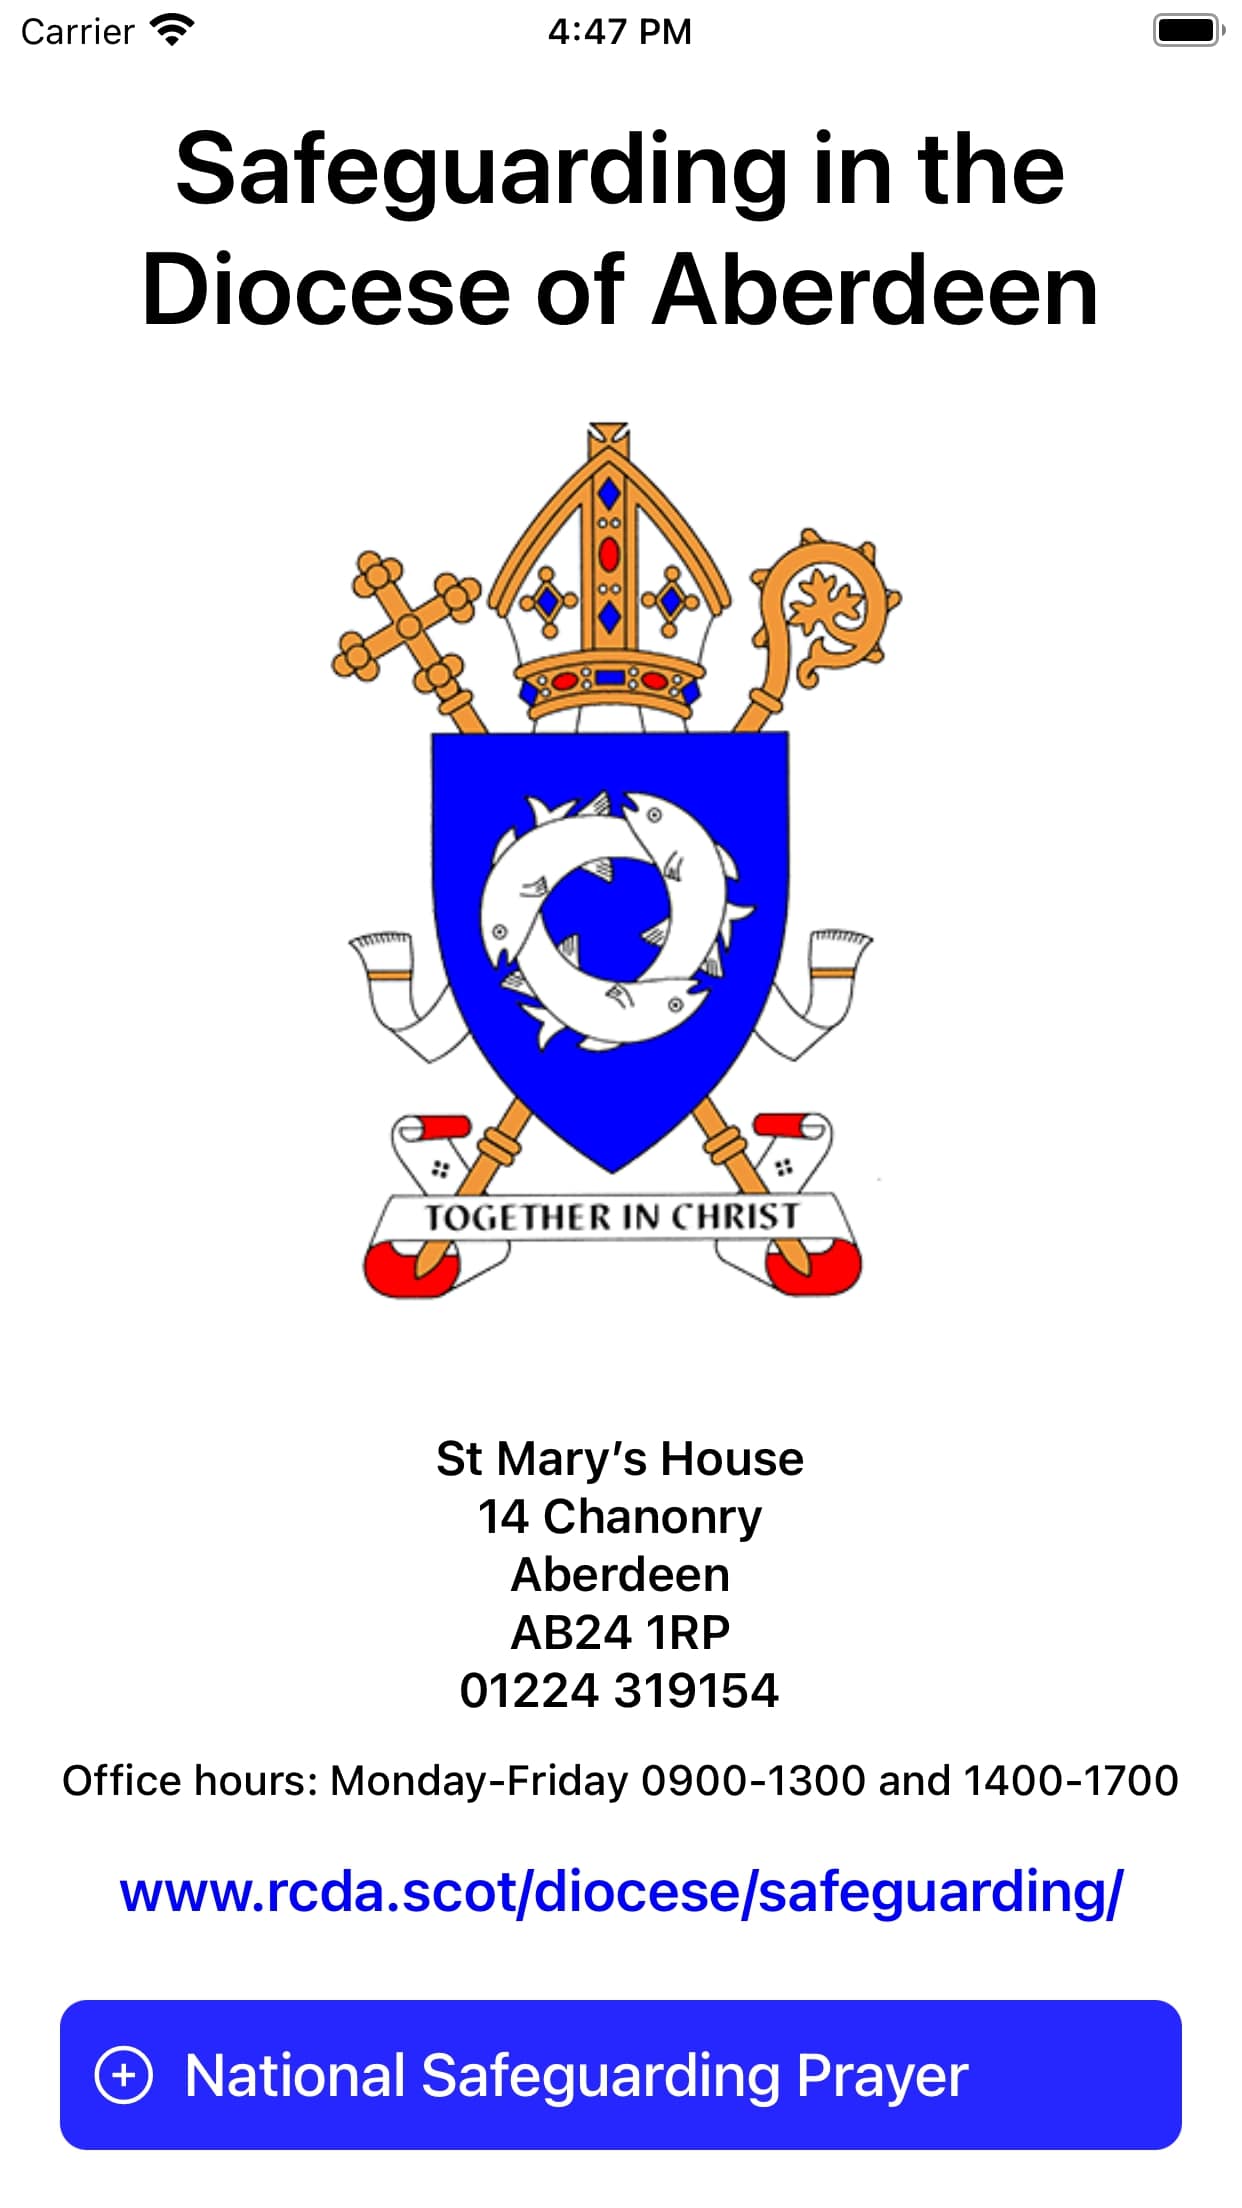 Carrier 4:47 PM
Safeguarding in the
Diocese of Aberdeen
TOGETHER IN CHRIST
St Mary’s House
14 Chanonry
Aberdeen
AB24 1RP
01224 319154
Office hours: Monday-Friday 0900-1300 and 1400-1700
www.rcda.scot/diocese/safeguarding/
National Safeguarding Prayer